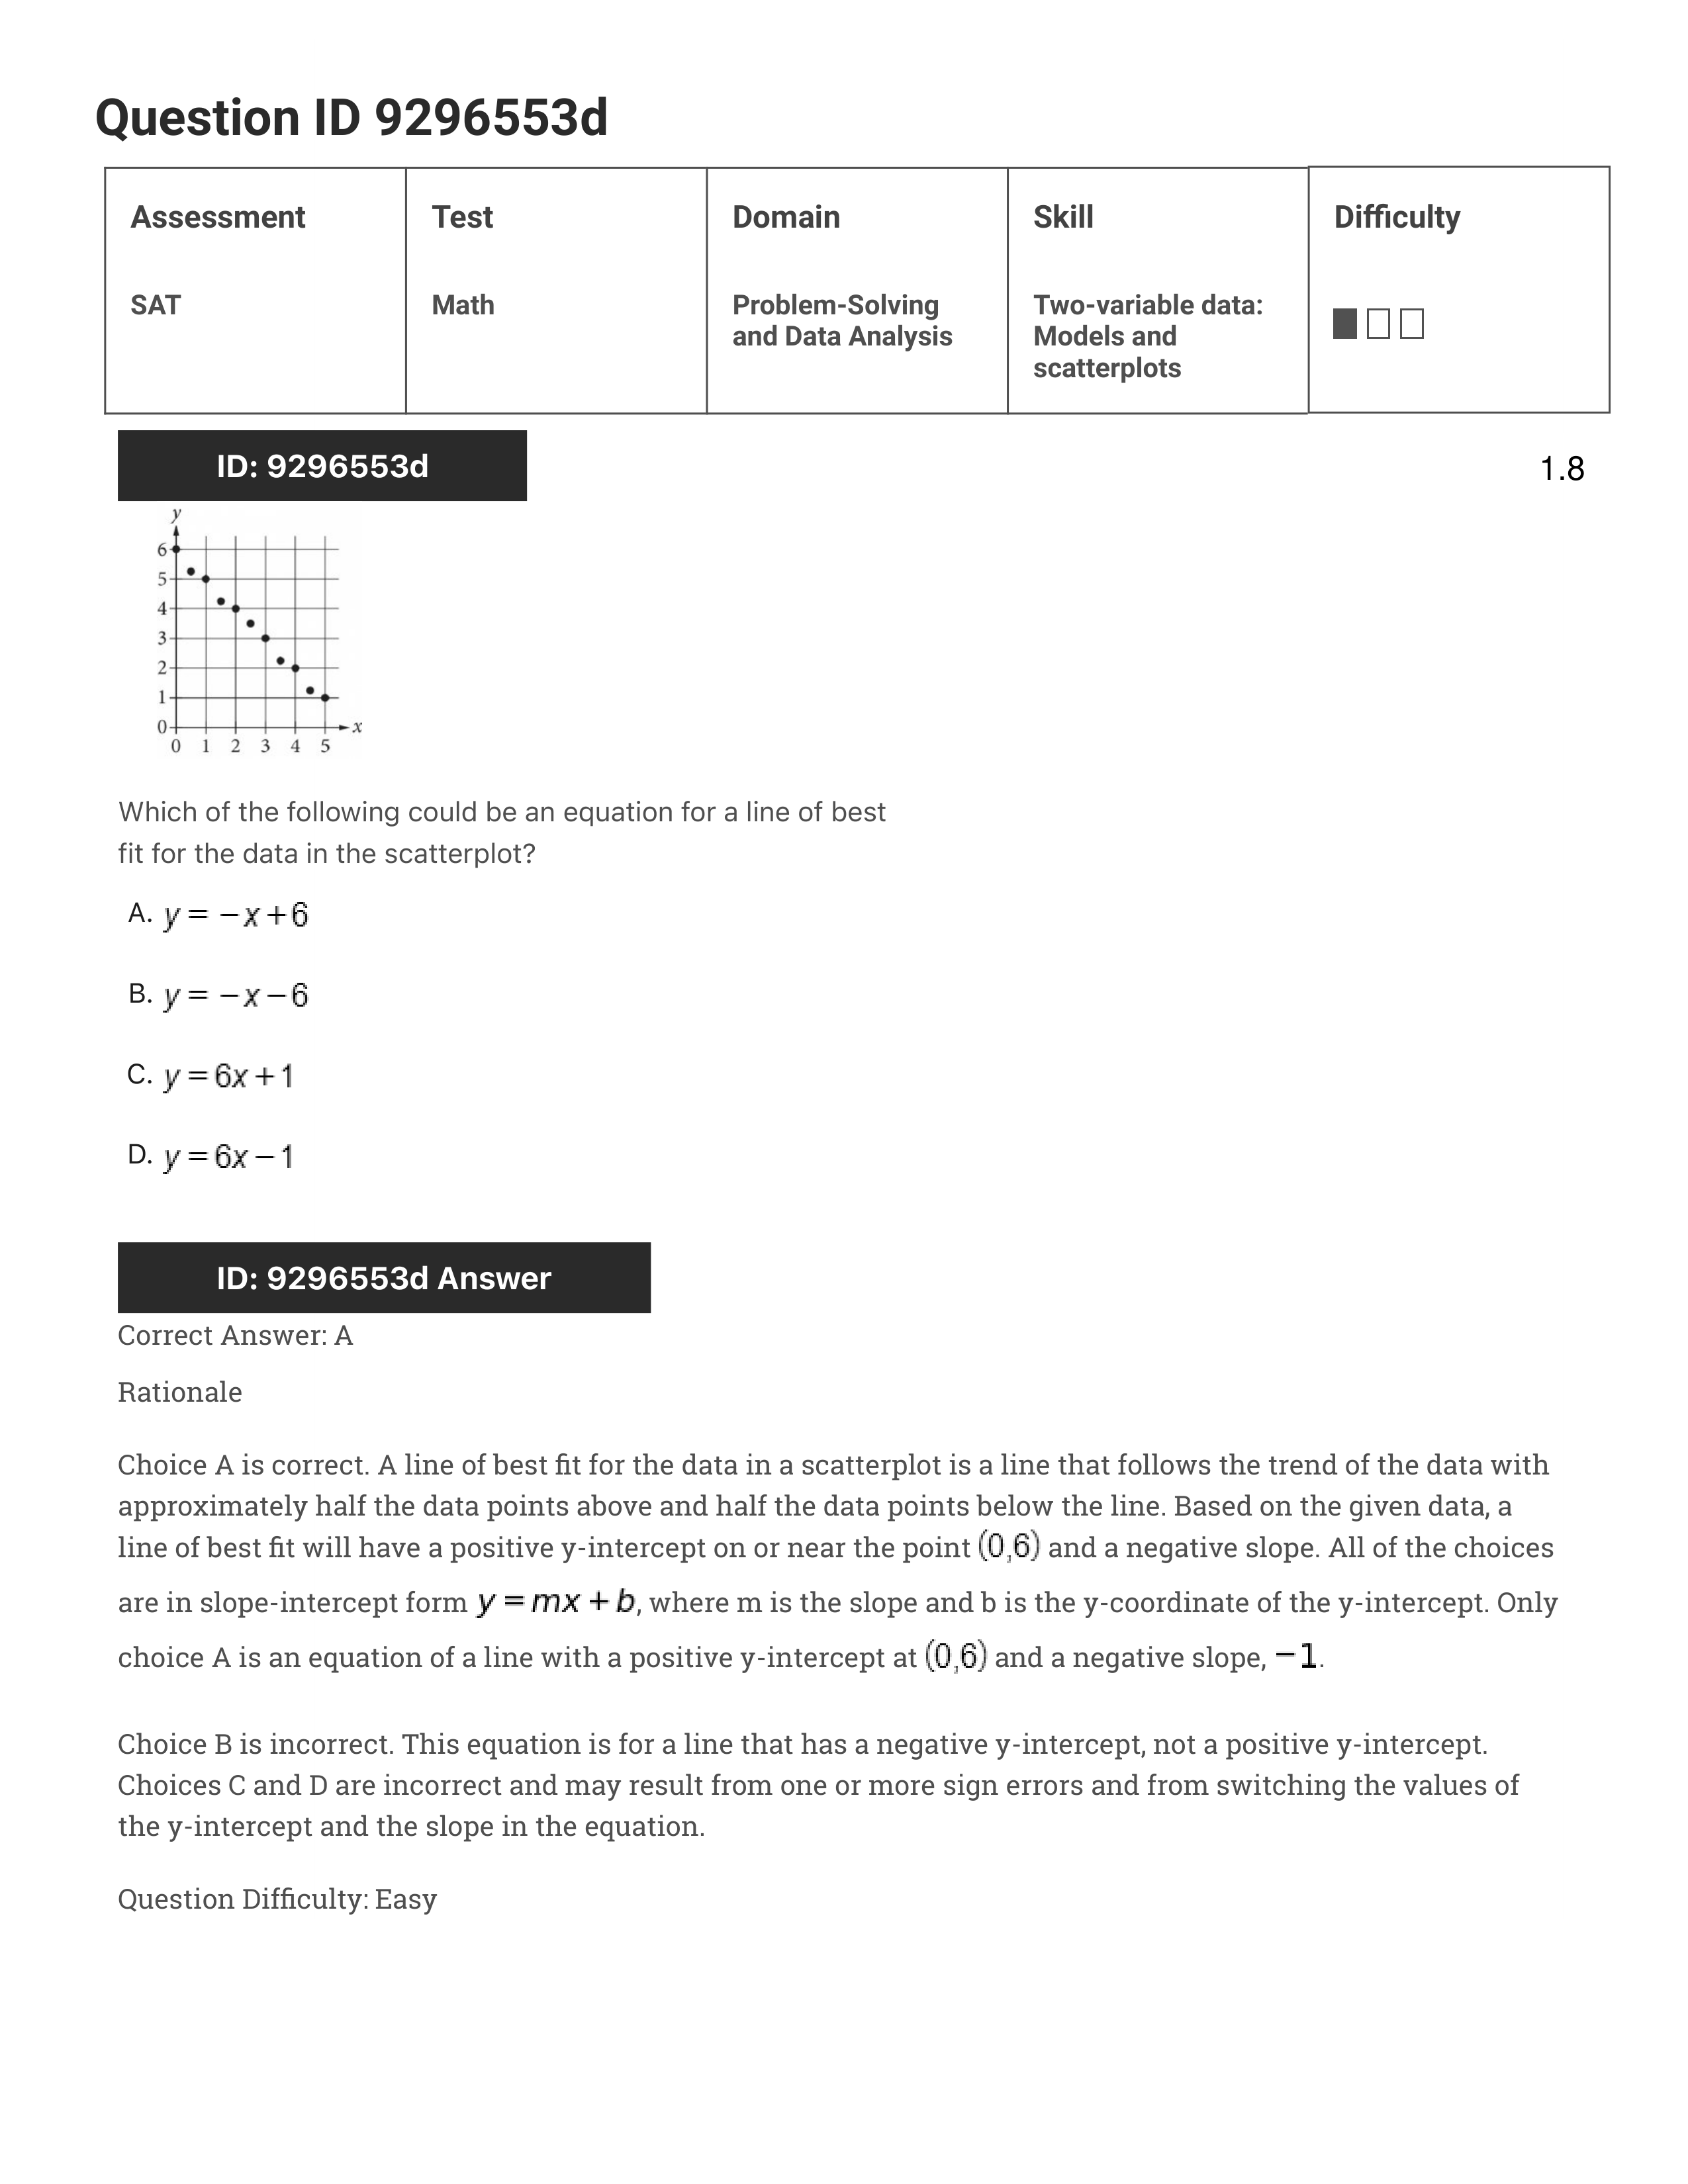 Question ID 9296553d
Assessment Test Domain Skill Difficulty
SAT Math Problem-Solving Two-variable data:
and Data Analysis Models and
scatterplots
ID: 9296553d 1.8
y
6
5
4
3
2
1
0 x
0 1 2 3 4 5
Which of the following could be an equation for a line of best
fit for the data in the scatterplot?
A. y = −x+6
B. y = −x−6
C. y = 6x+1
D. y = 6x−1
ID: 9296553d Answer
Correct Answer: A
Rationale
Choice A is correct. A line of best fit for the data in a scatterplot is a line that follows the trend of the data with
approximately half the data points above and half the data points below the line. Based on the given data, a
line of best fit will have a positive y-intercept on or near the point (0,6) and a negative slope. All of the choices
are in slope-intercept form y = mx + b, where m is the slope and b is the y-coordinate of the y-intercept. Only
choice A is an equation of a line with a positive y-intercept at (0,6) and a negative slope, −1.
Choice B is incorrect. This equation is for a line that has a negative y-intercept, not a positive y-intercept.
Choices C and D are incorrect and may result from one or more sign errors and from switching the values of
the y-intercept and the slope in the equation.
Question Difficulty: Easy